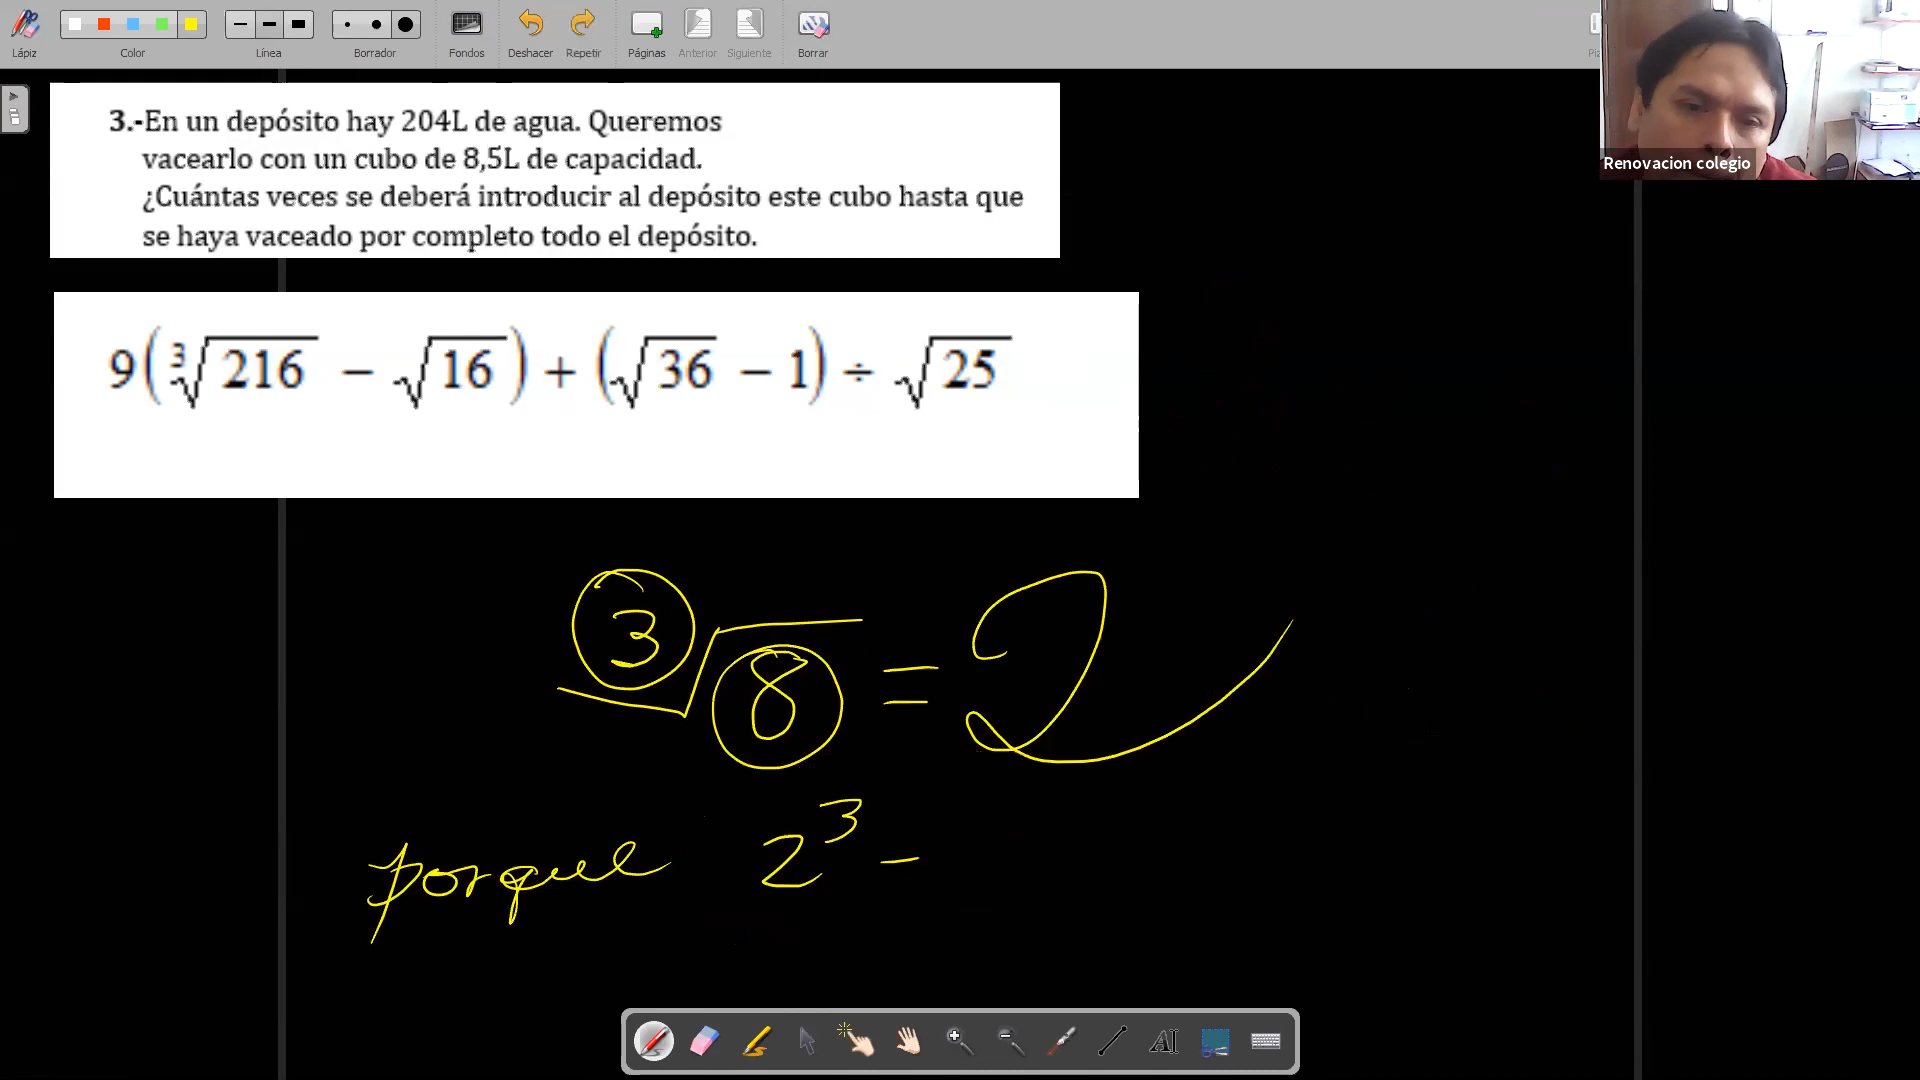 Lápiz
Color
Línea
Borrador
Fondos
Deshacer
Repetir
Páginas
Anterior
Siguiente
Borrar
Renovacion colegio
3.-En un depósito hay 204L de agua. Queremos
vacearlo con un cubo de 8,5L de capacidad.
¿Cuántas veces se deberá introducir al depósito este cubo hasta que
se haya vaceado por completo todo el depósito.
9(∛216 − √16) + (√36 − 1) ÷ √25
∛8 = 2
porque 2³ −
AI